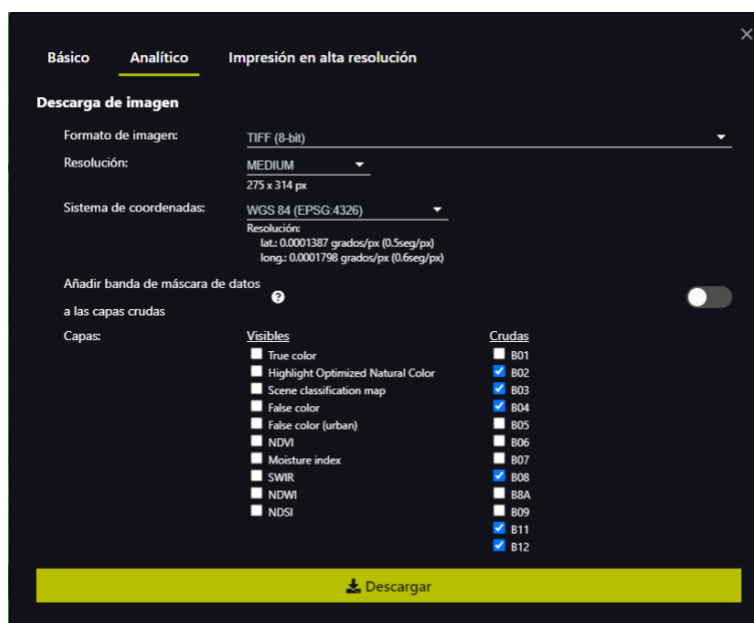 Básico Analítico Impresión en alta resolución
Descarga de imagen
Formato de imagen: TIFF (8-bit)
Resolución: MEDIUM
275 x 314 px
Sistema de coordenadas: WGS 84 (EPSG:4326)
Resolución:
lat.: 0.0001387 grados/px (0.5seg/px)
long.: 0.0001798 grados/px (0.6seg/px)
Añadir banda de máscara de datos
a las capas crudas
Capas: Visibles Crudas
True color B01
Highlight Optimized Natural Color B02
Scene classification map B03
False color B04
False color (urban) B05
NDVI B06
Moisture index B07
SWIR B08
NDWI B8A
NDSI B09
B11
B12
Descargar